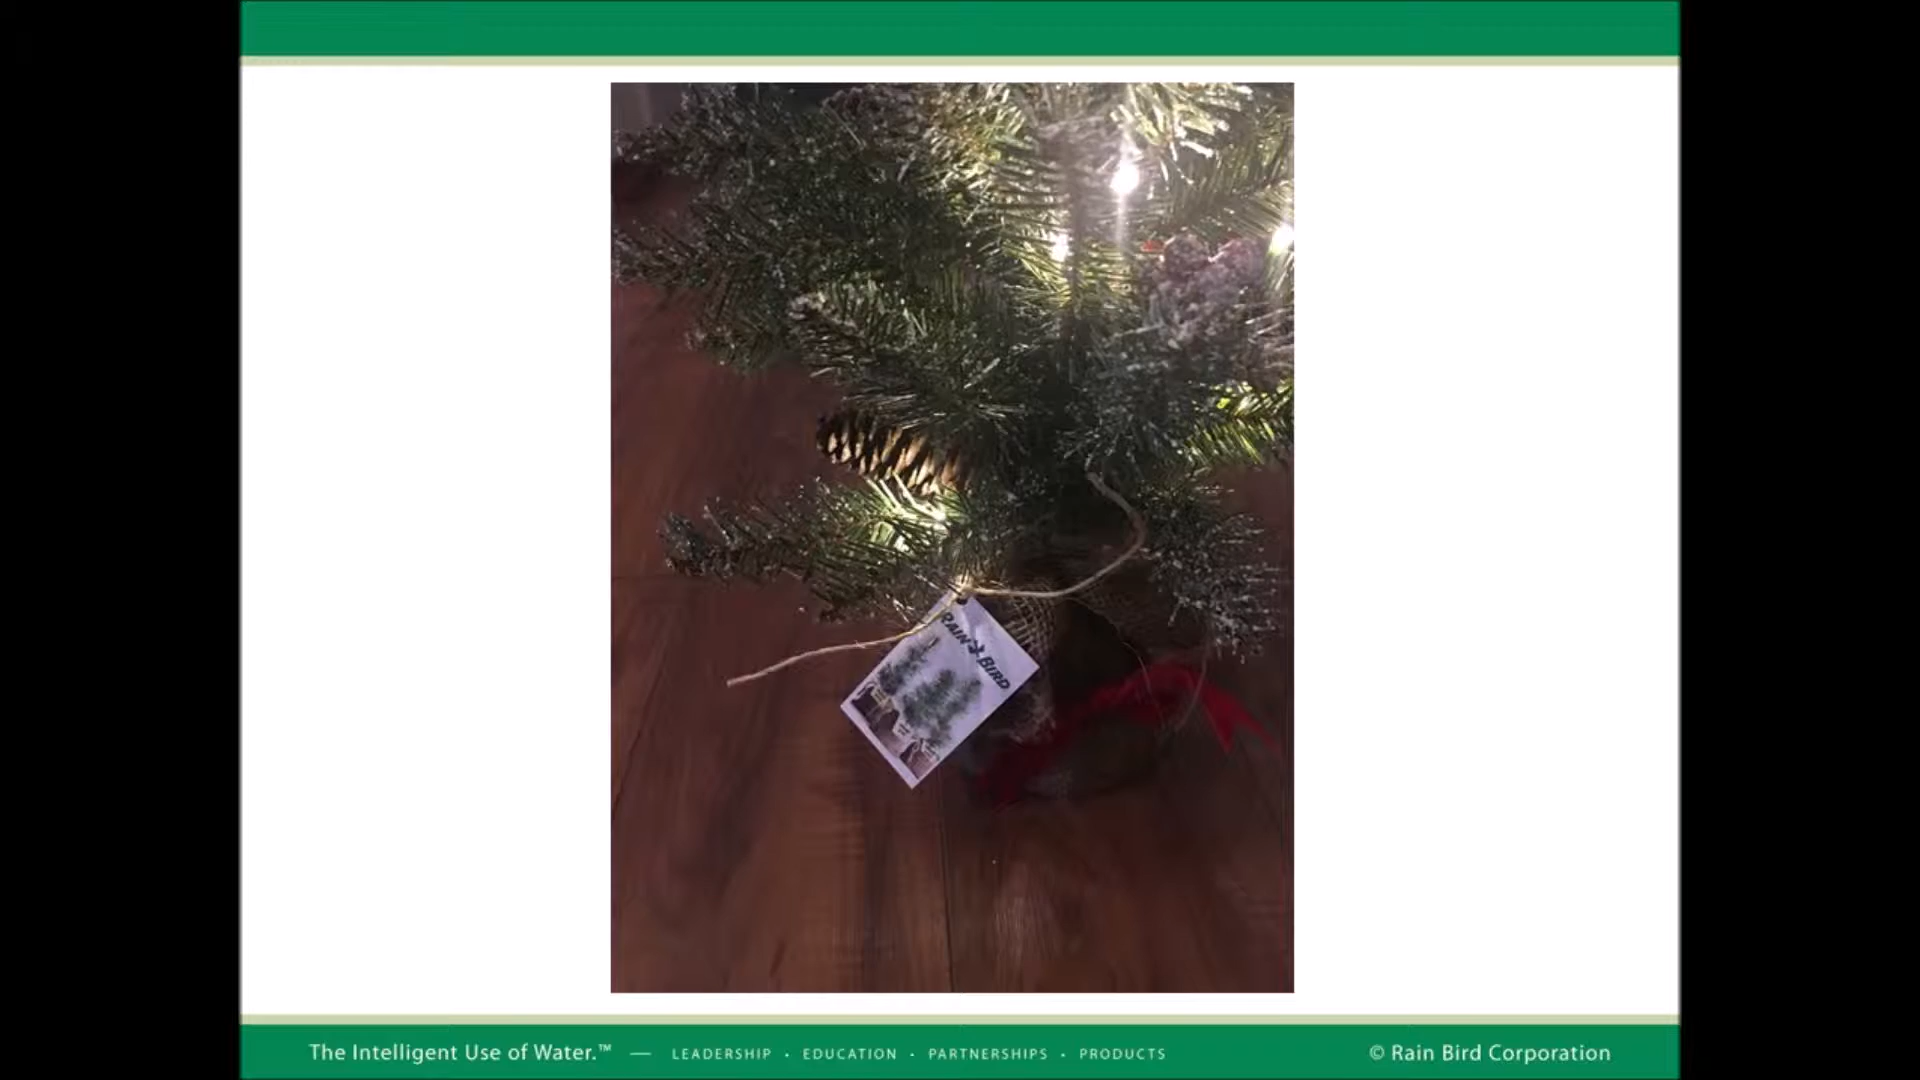 RAIN BIRD
The Intelligent Use of Water.™ — LEADERSHIP • EDUCATION • PARTNERSHIPS • PRODUCTS
© Rain Bird Corporation